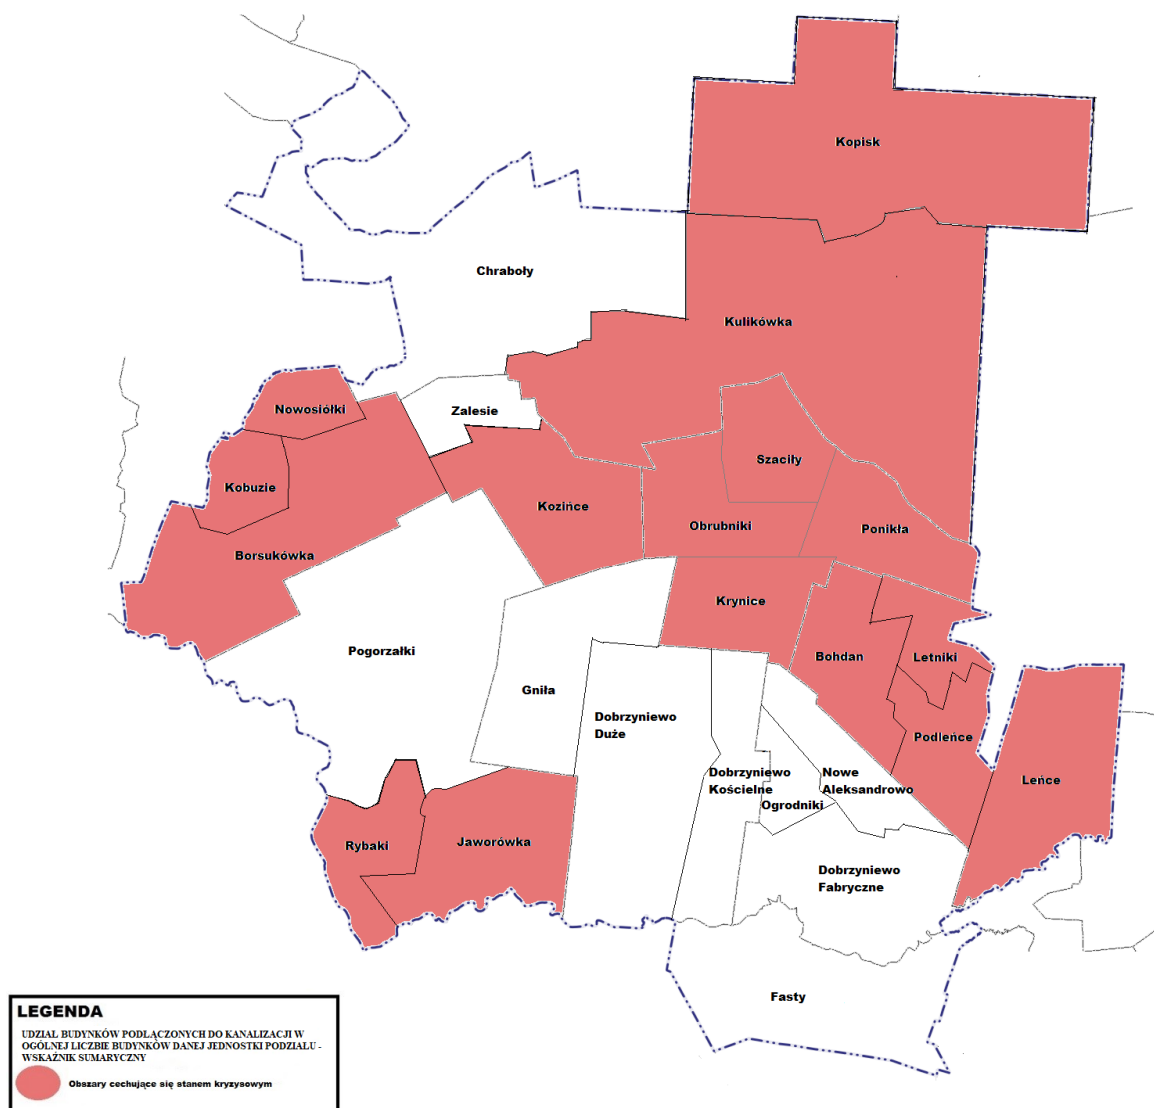 Kopisk
Chraboły
Kulikówka
Nowosiółki
Zalesie
Szaciły
Kobuzie
Kozińce
Obrubniki
Ponikła
Borsukówka
Krynice
Pogorzałki
Bohdan
Letniki
Gniła
Dobrzyniewo
Duże
Podleńce
Dobrzyniewo
Kościelne
Nowe
Aleksandrowo
Leńce
Ogrodniki
Rybaki
Jaworówka
Dobrzyniewo
Fabryczne
Fasty
LEGENDA
UDZIAŁ BUDYNKÓW PODŁĄCZONYCH DO KANALIZACJI W
OGÓLNEJ LICZBIE BUDYNKÓW DANEJ JEDNOSTKI PODZIAŁU -
WSKAŹNIK SUMARYCZNY
Obszary cechujące się stanem kryzysowym